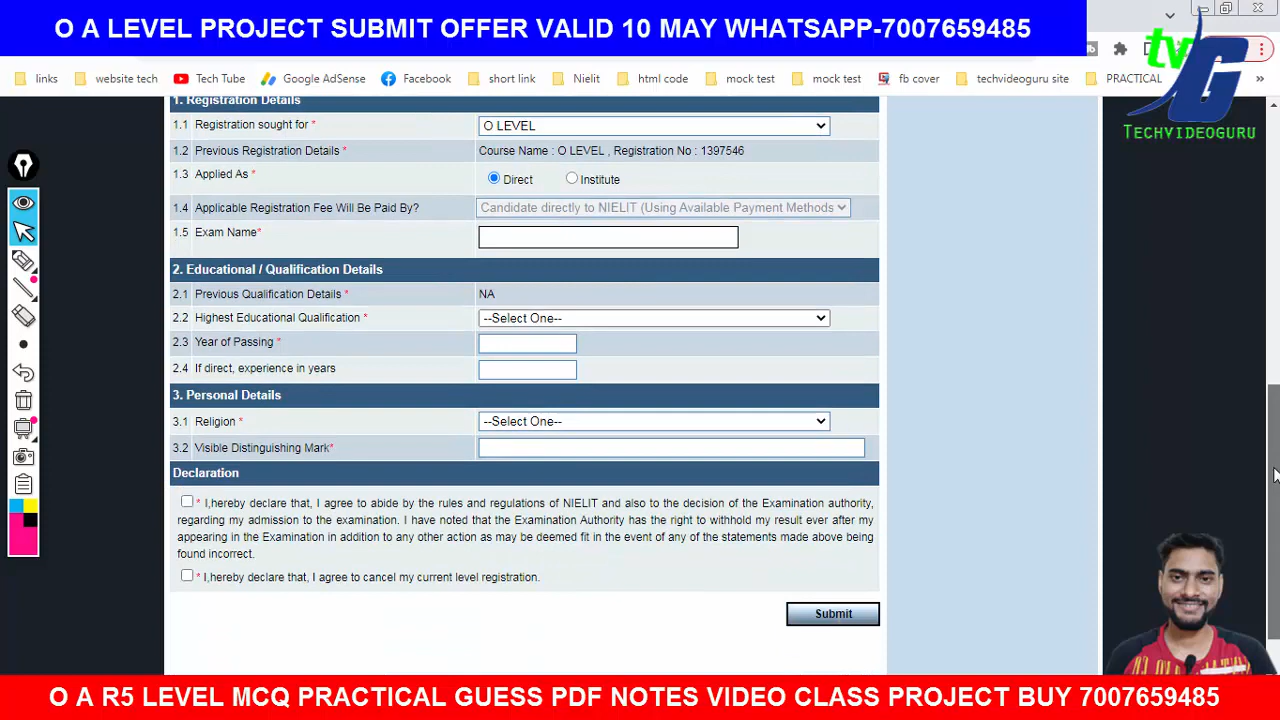 O A LEVEL PROJECT SUBMIT OFFER VALID 10 MAY WHATSAPP-7007659485
links website tech Tech Tube Google AdSense Facebook short link Nielit html code mock test mock test fb cover techvideoguru site PRACTICAL »
tv G
TECHVIDEOGURU
1. Registration Details
1.1 Registration sought for * O LEVEL
1.2 Previous Registration Details * Course Name : O LEVEL , Registration No : 1397546
1.3 Applied As * Direct Institute
1.4 Applicable Registration Fee Will Be Paid By? Candidate directly to NIELIT (Using Available Payment Methods
1.5 Exam Name*
2. Educational / Qualification Details
2.1 Previous Qualification Details * NA
2.2 Highest Educational Qualification * --Select One--
2.3 Year of Passing *
2.4 If direct, experience in years
3. Personal Details
3.1 Religion * --Select One--
3.2 Visible Distinguishing Mark*
Declaration
* I,hereby declare that, I agree to abide by the rules and regulations of NIELIT and also to the decision of the Examination authority,
regarding my admission to the examination. I have noted that the Examination Authority has the right to withhold my result ever after my
appearing in the Examination in addition to any other action as may be deemed fit in the event of any of the statements made above being
found incorrect.
* I,hereby declare that, I agree to cancel my current level registration.
Submit
O A R5 LEVEL MCQ PRACTICAL GUESS PDF NOTES VIDEO CLASS PROJECT BUY 7007659485